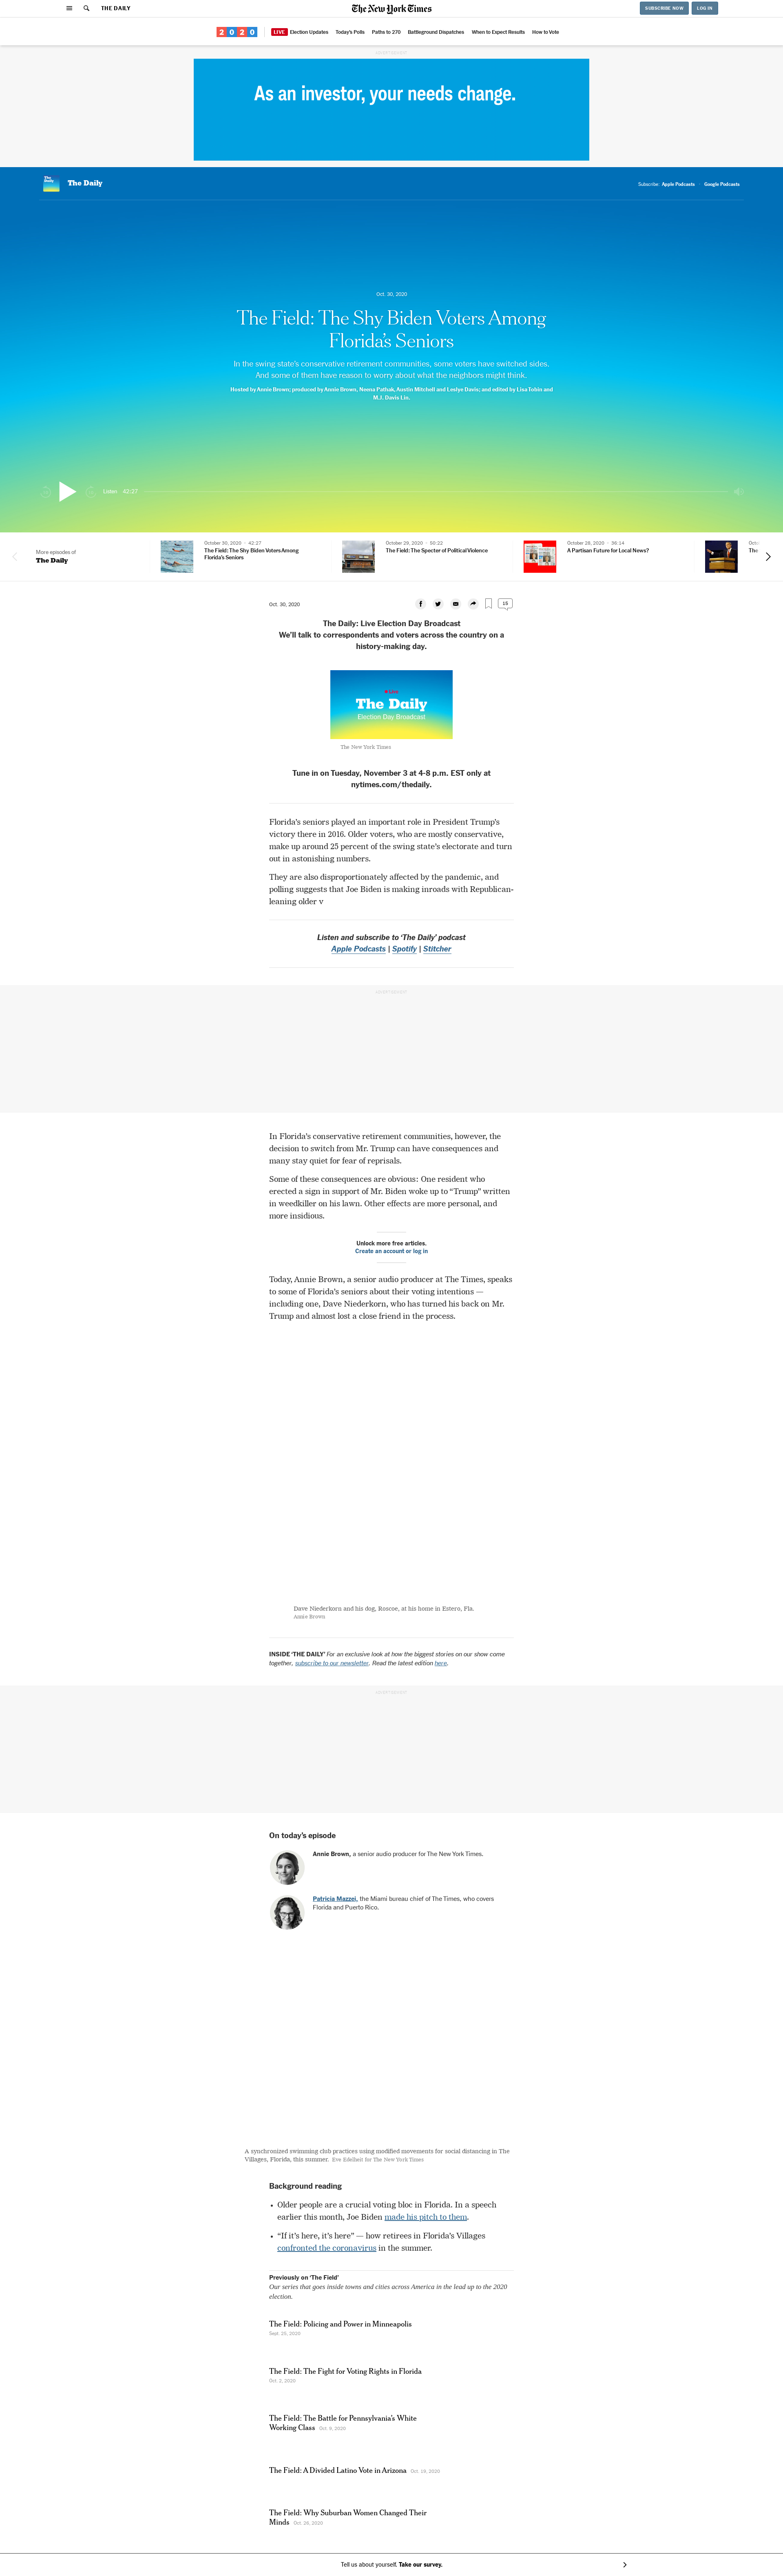 THE DAILY
The New York Times
SUBSCRIBE NOW
LOG IN
2020
LIVE Election Updates Today's Polls Paths to 270 Battleground Dispatches When to Expect Results How to Vote
ADVERTISEMENT
As an investor, your needs change.
The Daily
The Daily
Subscribe: Apple Podcasts Google Podcasts
Oct. 30, 2020
The Field: The Shy Biden Voters Among
Florida's Seniors
In the swing state's conservative retirement communities, some voters have switched sides.
And some of them have reason to worry about what the neighbors might think.
Hosted by Annie Brown; produced by Annie Brown, Neena Pathak, Austin Mitchell and Leslye Davis; and edited by Lisa Tobin and
M.J. Davis Lin.
Listen 42:27
More episodes of
The Daily
October 30, 2020 · 42:27
The Field: The Shy Biden Voters Among
Florida's Seniors
October 29, 2020 · 50:22
The Field: The Specter of Political Violence
October 28, 2020 · 36:14
A Partisan Future for Local News?
Oct. 30, 2020
15
The Daily: Live Election Day Broadcast
We'll talk to correspondents and voters across the country on a
history-making day.
Live
The Daily
Election Day Broadcast
The New York Times
Tune in on Tuesday, November 3 at 4-8 p.m. EST only at
nytimes.com/thedaily.
Florida's seniors played an important role in President Trump's
victory there in 2016. Older voters, who are mostly conservative,
make up around 25 percent of the swing state's electorate and turn
out in astonishing numbers.
They are also disproportionately affected by the pandemic, and
polling suggests that Joe Biden is making inroads with Republican-
leaning older v
Listen and subscribe to 'The Daily' podcast
Apple Podcasts | Spotify | Stitcher
ADVERTISEMENT
In Florida's conservative retirement communities, however, the
decision to switch from Mr. Trump can have consequences and
many stay quiet for fear of reprisals.
Some of these consequences are obvious: One resident who
erected a sign in support of Mr. Biden woke up to "Trump" written
in weedkiller on his lawn. Other effects are more personal, and
more insidious.
Unlock more free articles.
Create an account or log in
Today, Annie Brown, a senior audio producer at The Times, speaks
to some of Florida's seniors about their voting intentions —
including one, Dave Niederkorn, who has turned his back on Mr.
Trump and almost lost a close friend in the process.
Dave Niederkorn and his dog, Roscoe, at his home in Estero, Fla.
Annie Brown
INSIDE 'THE DAILY' For an exclusive look at how the biggest stories on our show come
together, subscribe to our newsletter. Read the latest edition here.
ADVERTISEMENT
On today's episode
Annie Brown, a senior audio producer for The New York Times.
Patricia Mazzei, the Miami bureau chief of The Times, who covers
Florida and Puerto Rico.
A synchronized swimming club practices using modified movements for social distancing in The
Villages, Florida, this summer. Eve Edelheit for The New York Times
Background reading
• Older people are a crucial voting bloc in Florida. In a speech
earlier this month, Joe Biden made his pitch to them.
• "If it's here, it's here" — how retirees in Florida's Villages
confronted the coronavirus in the summer.
Previously on 'The Field'
Our series that goes inside towns and cities across America in the lead up to the 2020
election.
The Field: Policing and Power in Minneapolis
Sept. 25, 2020
The Field: The Fight for Voting Rights in Florida
Oct. 2, 2020
The Field: The Battle for Pennsylvania's White
Working Class Oct. 9, 2020
The Field: A Divided Latino Vote in Arizona Oct. 19, 2020
The Field: Why Suburban Women Changed Their
Minds Oct. 26, 2020
Tell us about yourself. Take our survey.